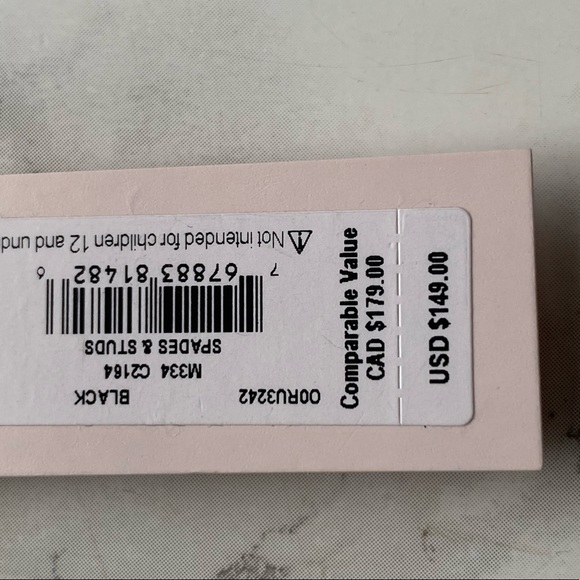 00RU3242 BLACK
M334 C2164
SPADES & STUDS
7 67883 81482 6
⚠ Not intended for children 12 and und
Comparable Value
CAD $179.00
USD $149.00